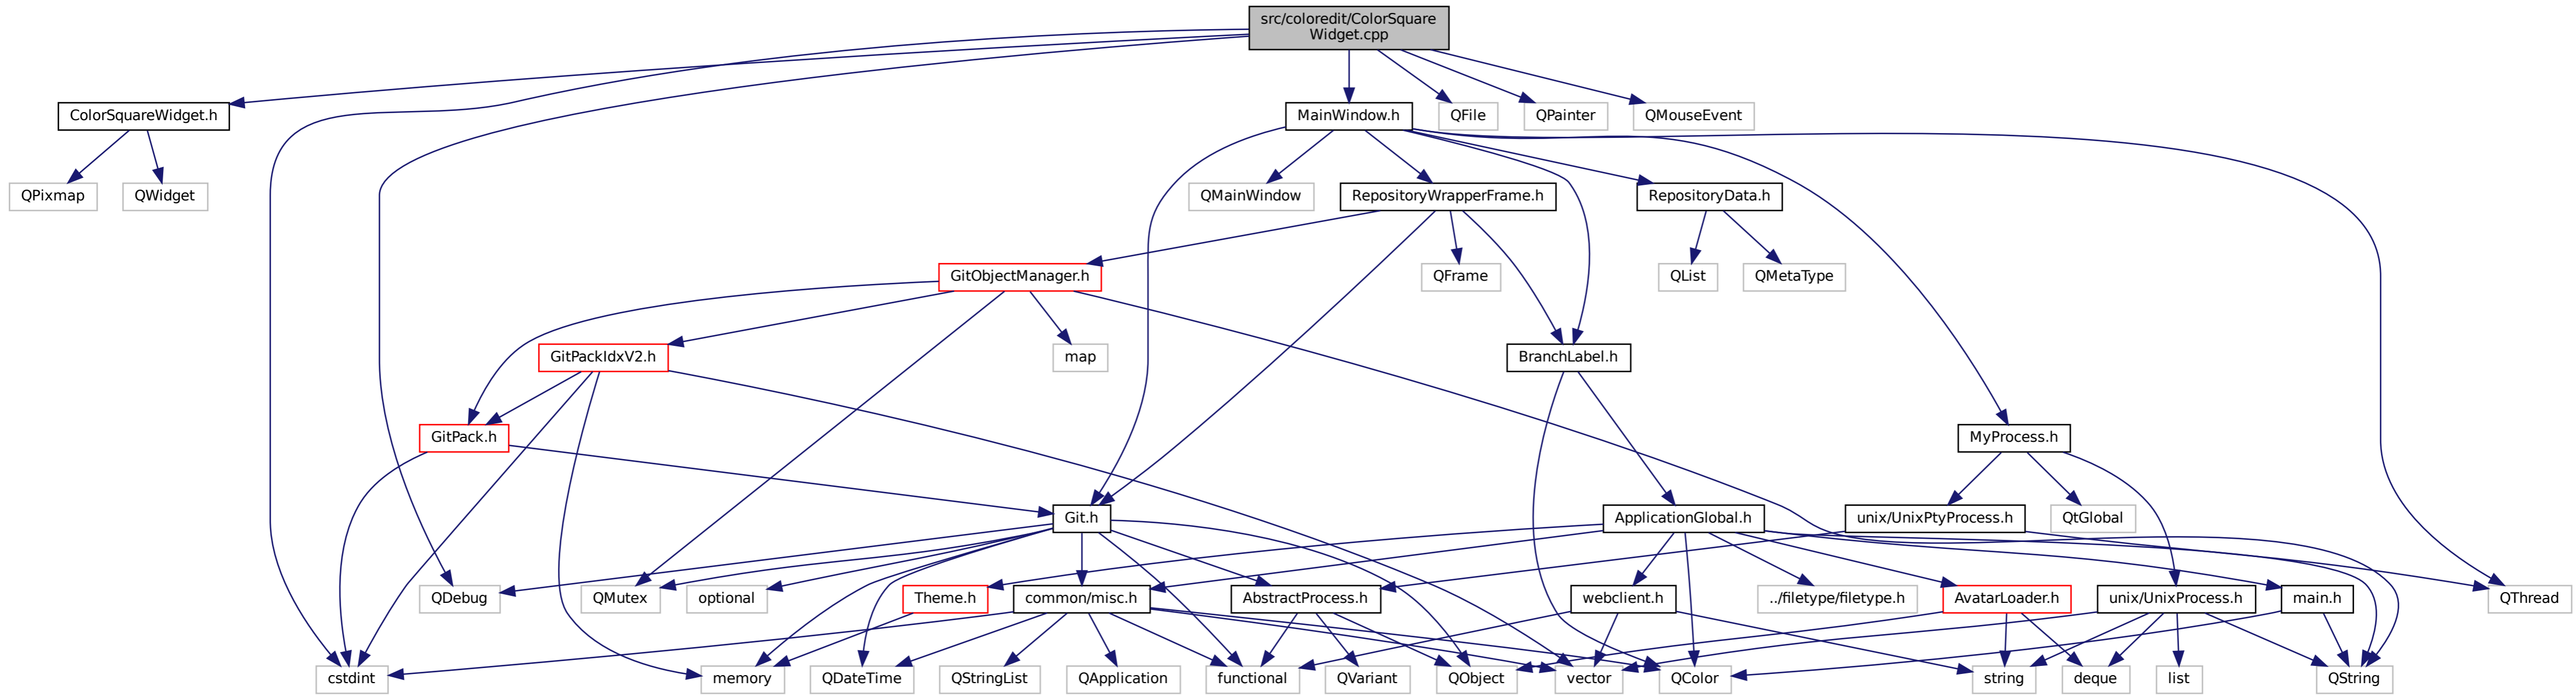 src/coloredit/ColorSquare
Widget.cpp
ColorSquareWidget.h
MainWindow.h
QFile
QPainter
QMouseEvent
QPixmap
QWidget
QMainWindow
RepositoryWrapperFrame.h
RepositoryData.h
GitObjectManager.h
QFrame
QList
QMetaType
GitPackIdxV2.h
map
BranchLabel.h
GitPack.h
MyProcess.h
Git.h
ApplicationGlobal.h
unix/UnixPtyProcess.h
QtGlobal
QDebug
QMutex
optional
Theme.h
common/misc.h
AbstractProcess.h
webclient.h
../filetype/filetype.h
AvatarLoader.h
unix/UnixProcess.h
main.h
QThread
cstdint
memory
QDateTime
QStringList
QApplication
functional
QVariant
QObject
vector
QColor
string
deque
list
QString